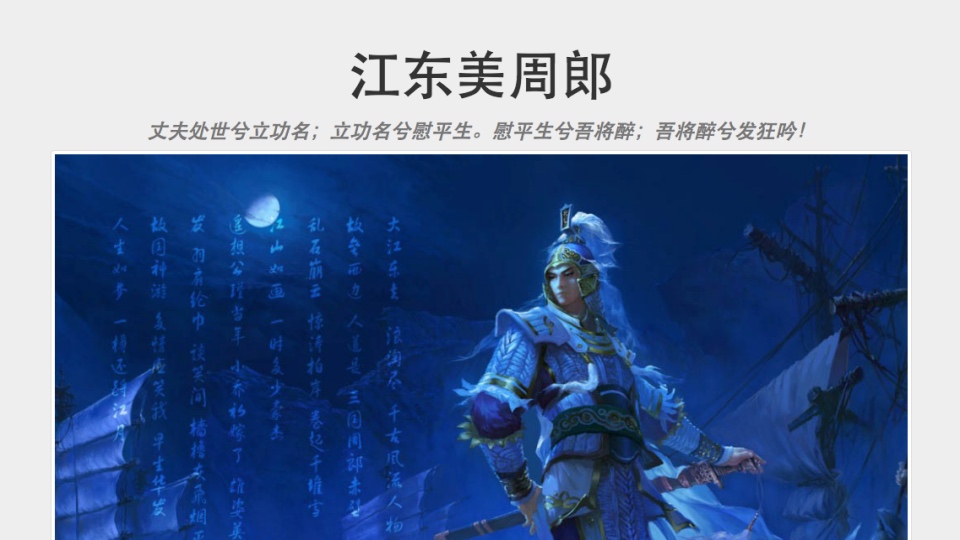 江东美周郎
丈夫处世兮立功名；立功名兮慰平生。慰平生兮吾将醉；吾将醉兮发狂吟！
大江东去 浪淘尽 千古风流人物
故垒西边 人道是 三国周郎赤壁
乱石崩云 惊涛拍岸 卷起千堆雪
江山如画 一时多少豪杰
遥想公瑾当年 小乔初嫁了 雄姿英
发 羽扇纶巾 谈笑间 樯橹灰飞烟
故国神游 多情应笑我 早生华发
人生如梦 一樽还酹江月